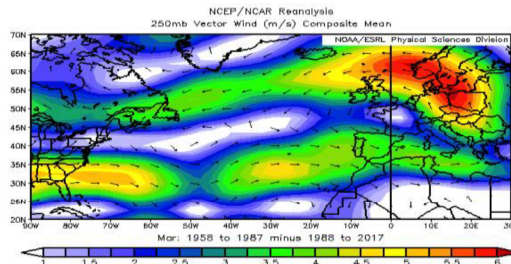 NCEP/NCAR Reanalysis
250mb Vector Wind (m/s) Composite Mean
NOAA/ESRL Physical Sciences Division
70N
65N
60N
55N
50N
45N
40N
35N
30N
25N
20N
90W 80W 70W 60W 50W 40W 30W 20W 10W 0 10E 20E 30E
Mar: 1958 to 1987 minus 1988 to 2017
1 1.5 2 2.5 3 3.5 4 4.5 5 5.5 6